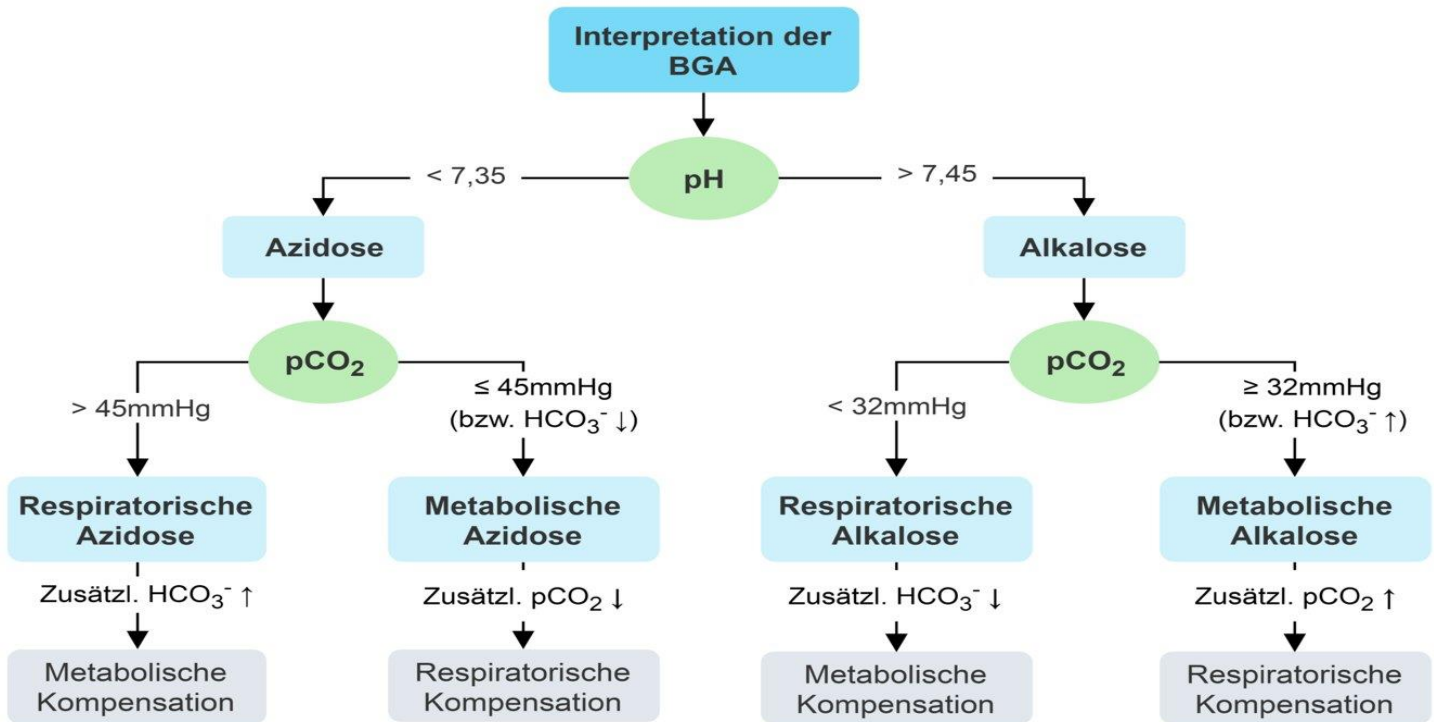 Interpretation der
BGA
pH
< 7,35
> 7,45
Azidose
Alkalose
pCO₂
pCO₂
> 45mmHg
≤ 45mmHg
(bzw. HCO₃⁻ ↓)
< 32mmHg
≥ 32mmHg
(bzw. HCO₃⁻ ↑)
Respiratorische
Azidose
Metabolische
Azidose
Respiratorische
Alkalose
Metabolische
Alkalose
Zusätzl. HCO₃⁻ ↑
Zusätzl. pCO₂ ↓
Zusätzl. HCO₃⁻ ↓
Zusätzl. pCO₂ ↑
Metabolische
Kompensation
Respiratorische
Kompensation
Metabolische
Kompensation
Respiratorische
Kompensation